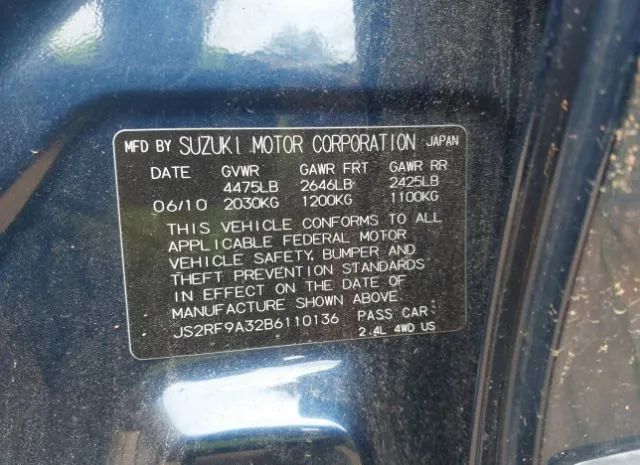 MFD BY SUZUKI MOTOR CORPORATION JAPAN
DATE GVWR GAWR FRT GAWR RR
4475LB 2646LB 2425LB
06/10 2030KG 1200KG 1100KG
THIS VEHICLE CONFORMS TO ALL
APPLICABLE FEDERAL MOTOR
VEHICLE SAFETY, BUMPER AND
THEFT PREVENTION STANDARDS
IN EFFECT ON THE DATE OF
MANUFACTURE SHOWN ABOVE
JS2RF9A32B6110136 PASS CAR:
2.4L 4WD US